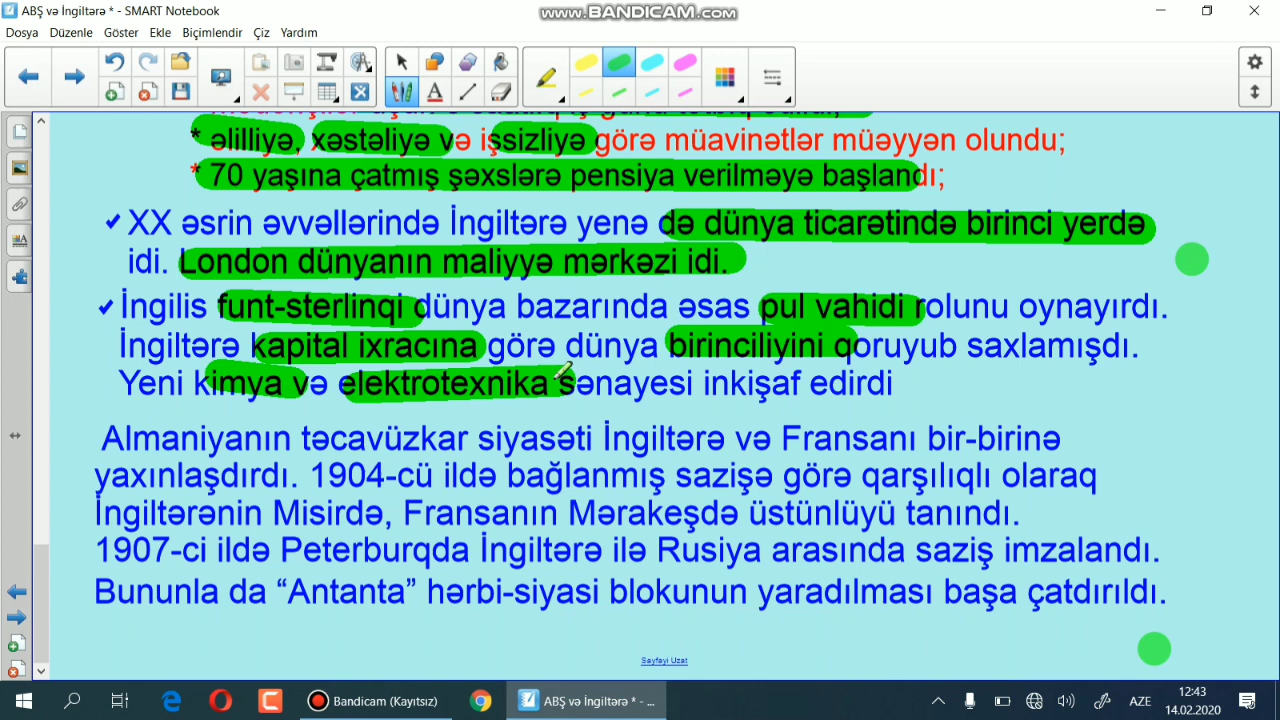 ABŞ və İngiltərə * - SMART Notebook
www.BANDICAM.com
Dosya Düzenle Göster Ekle Biçimlendir Çiz Yardım
* əlilliyə, xəstəliyə və işsizliyə görə müavinətlər müəyyən olundu;
* 70 yaşına çatmış şəxslərə pensiya verilməyə başlandı;
✓ XX əsrin əvvəllərində İngiltərə yenə də dünya ticarətində birinci yerdə
idi. London dünyanın maliyyə mərkəzi idi.
✓ İngilis funt-sterlinqi dünya bazarında əsas pul vahidi rolunu oynayırdı.
İngiltərə kapital ixracına görə dünya birinciliyini qoruyub saxlamışdı.
Yeni kimya və elektrotexnika sənayesi inkişaf edirdi
Almaniyanın təcavüzkar siyasəti İngiltərə və Fransanı bir-birinə
yaxınlaşdırdı. 1904-cü ildə bağlanmış sazişə görə qarşılıqlı olaraq
İngiltərənin Misirdə, Fransanın Mərakeşdə üstünlüyü tanındı.
1907-ci ildə Peterburqda İngiltərə ilə Rusiya arasında saziş imzalandı.
Bununla da “Antanta” hərbi-siyasi blokunun yaradılması başa çatdırıldı.
Sayfayi Uzat
Bandicam (Kayıtsız)
ABŞ və İngiltərə * - ...
AZE
12:43
14.02.2020